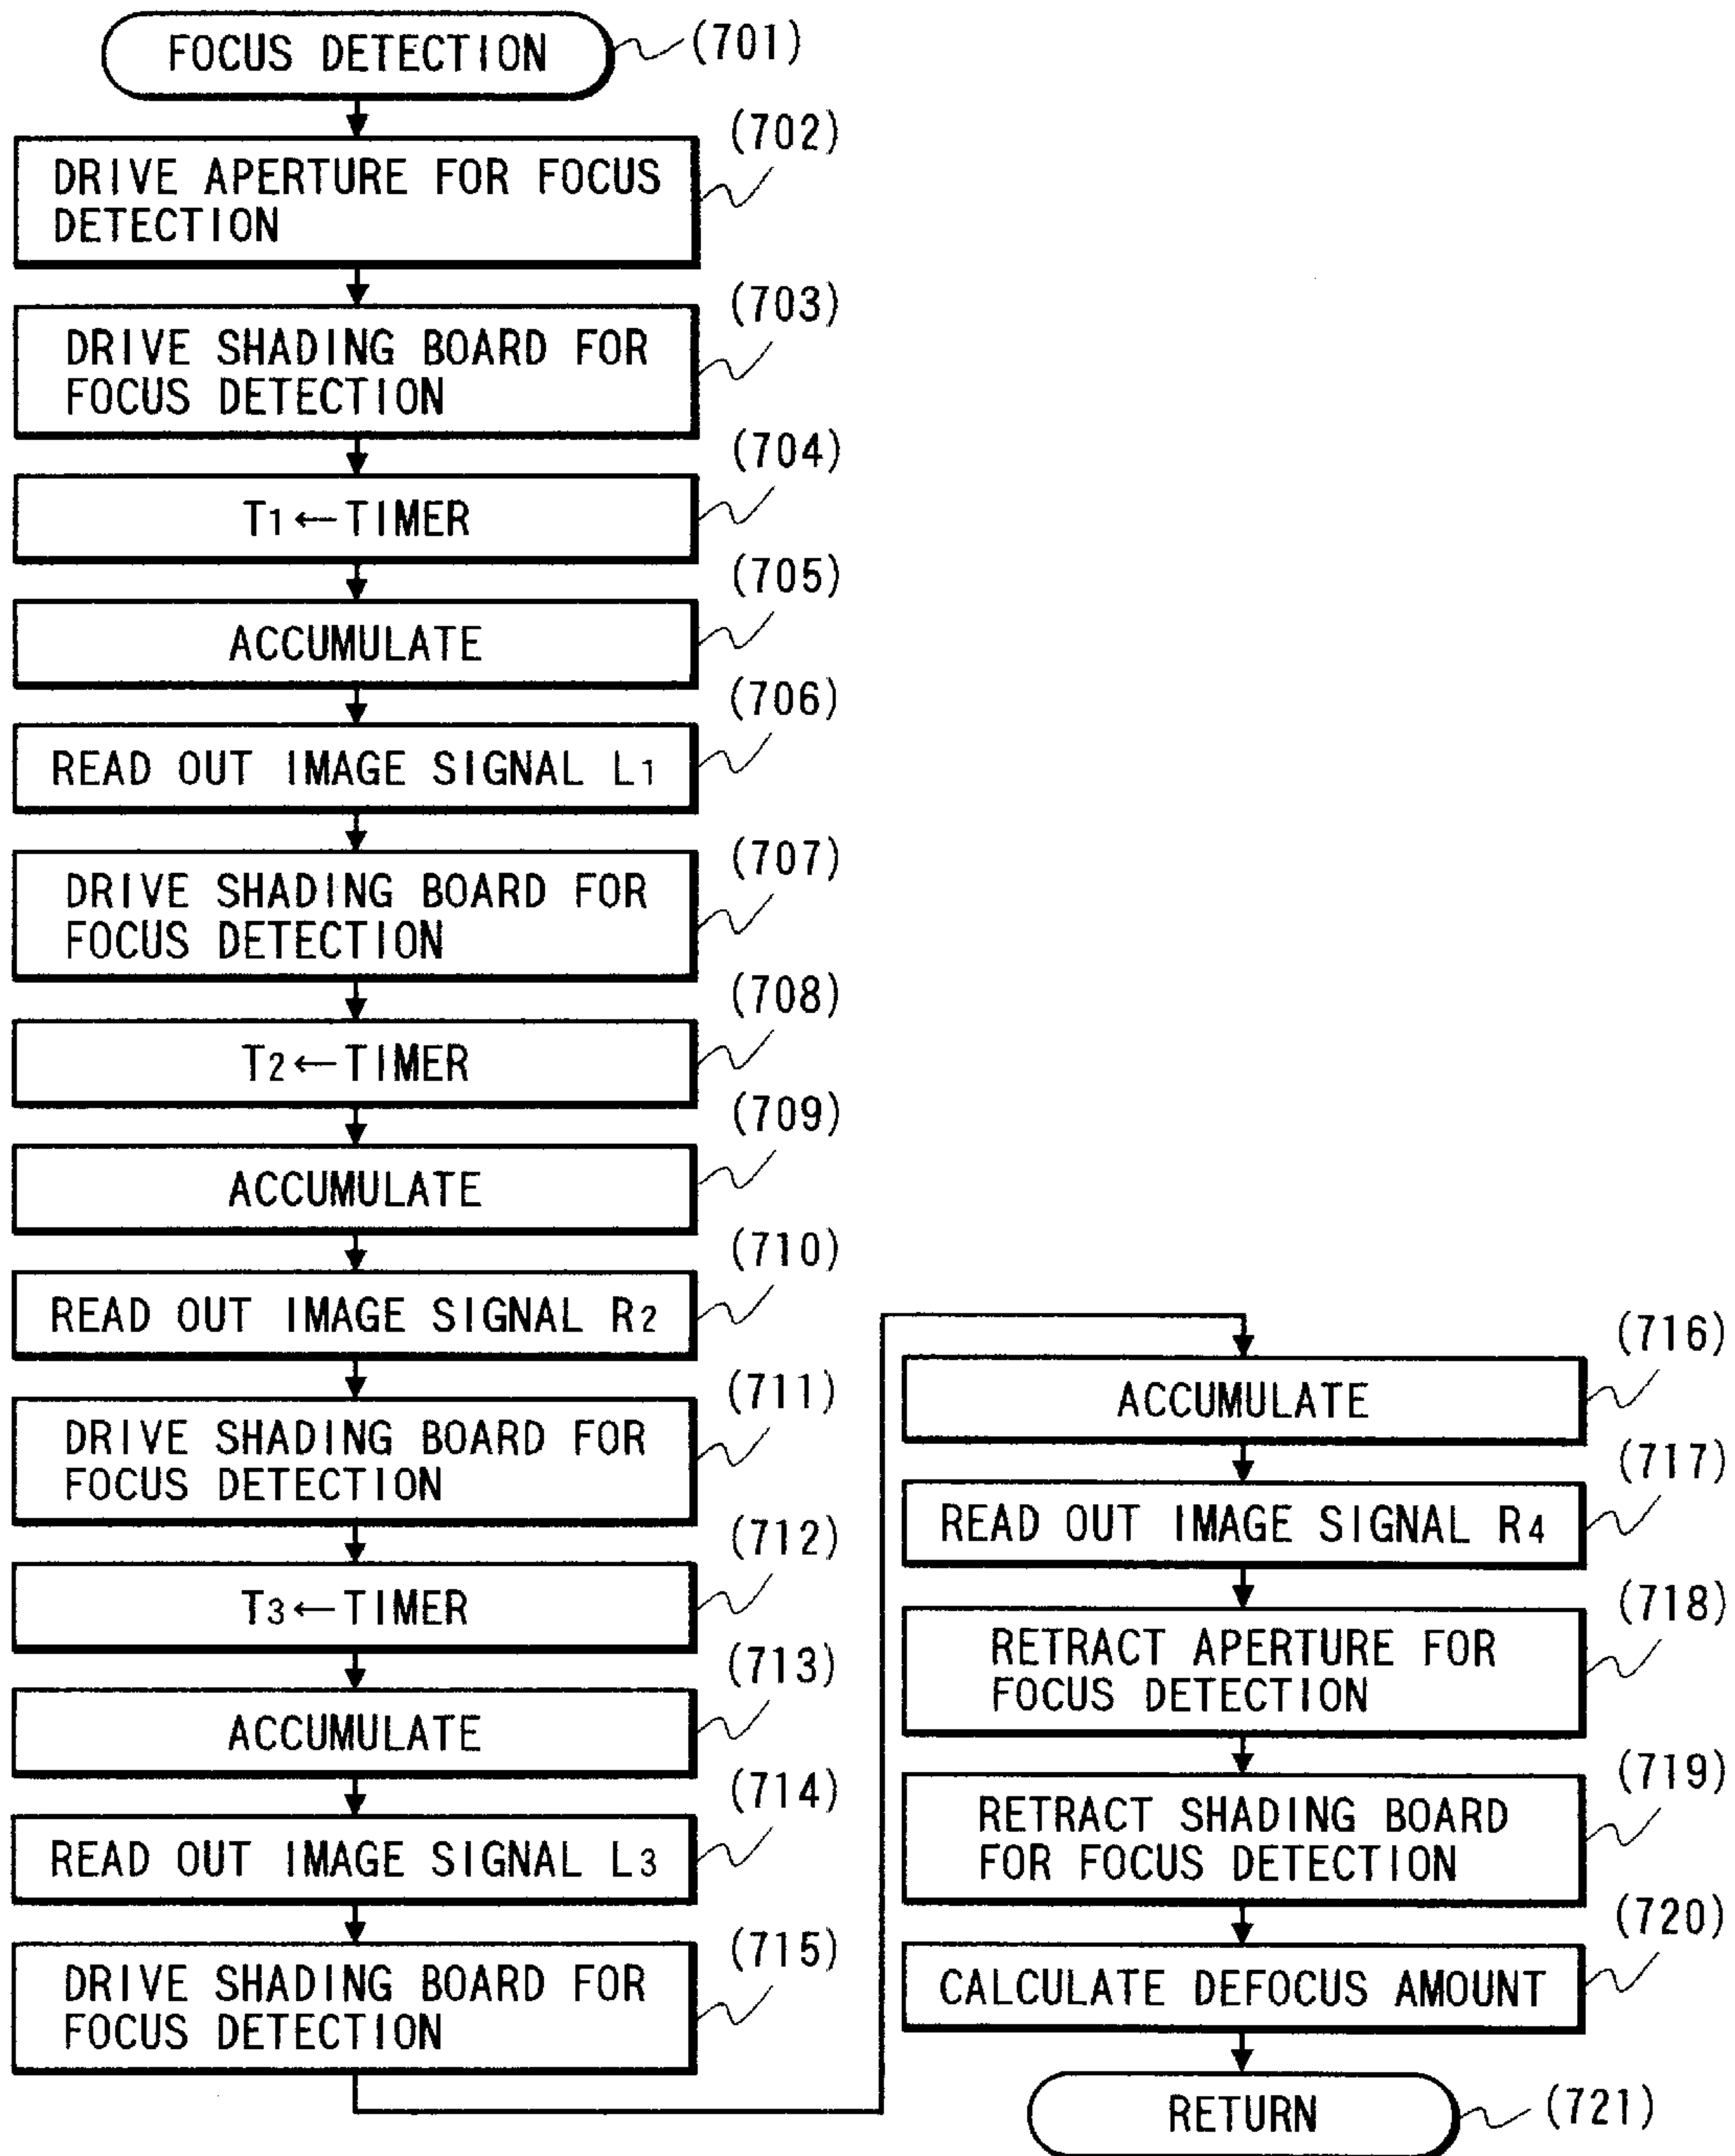 FOCUS DETECTION
(701)
DRIVE APERTURE FOR FOCUS
DETECTION
(702)
DRIVE SHADING BOARD FOR
FOCUS DETECTION
(703)
T1←TIMER
(704)
ACCUMULATE
(705)
READ OUT IMAGE SIGNAL L1
(706)
DRIVE SHADING BOARD FOR
FOCUS DETECTION
(707)
T2←TIMER
(708)
ACCUMULATE
(709)
READ OUT IMAGE SIGNAL R2
(710)
DRIVE SHADING BOARD FOR
FOCUS DETECTION
(711)
T3←TIMER
(712)
ACCUMULATE
(713)
READ OUT IMAGE SIGNAL L3
(714)
DRIVE SHADING BOARD FOR
FOCUS DETECTION
(715)
ACCUMULATE
(716)
READ OUT IMAGE SIGNAL R4
(717)
RETRACT APERTURE FOR
FOCUS DETECTION
(718)
RETRACT SHADING BOARD
FOR FOCUS DETECTION
(719)
CALCULATE DEFOCUS AMOUNT
(720)
RETURN
(721)